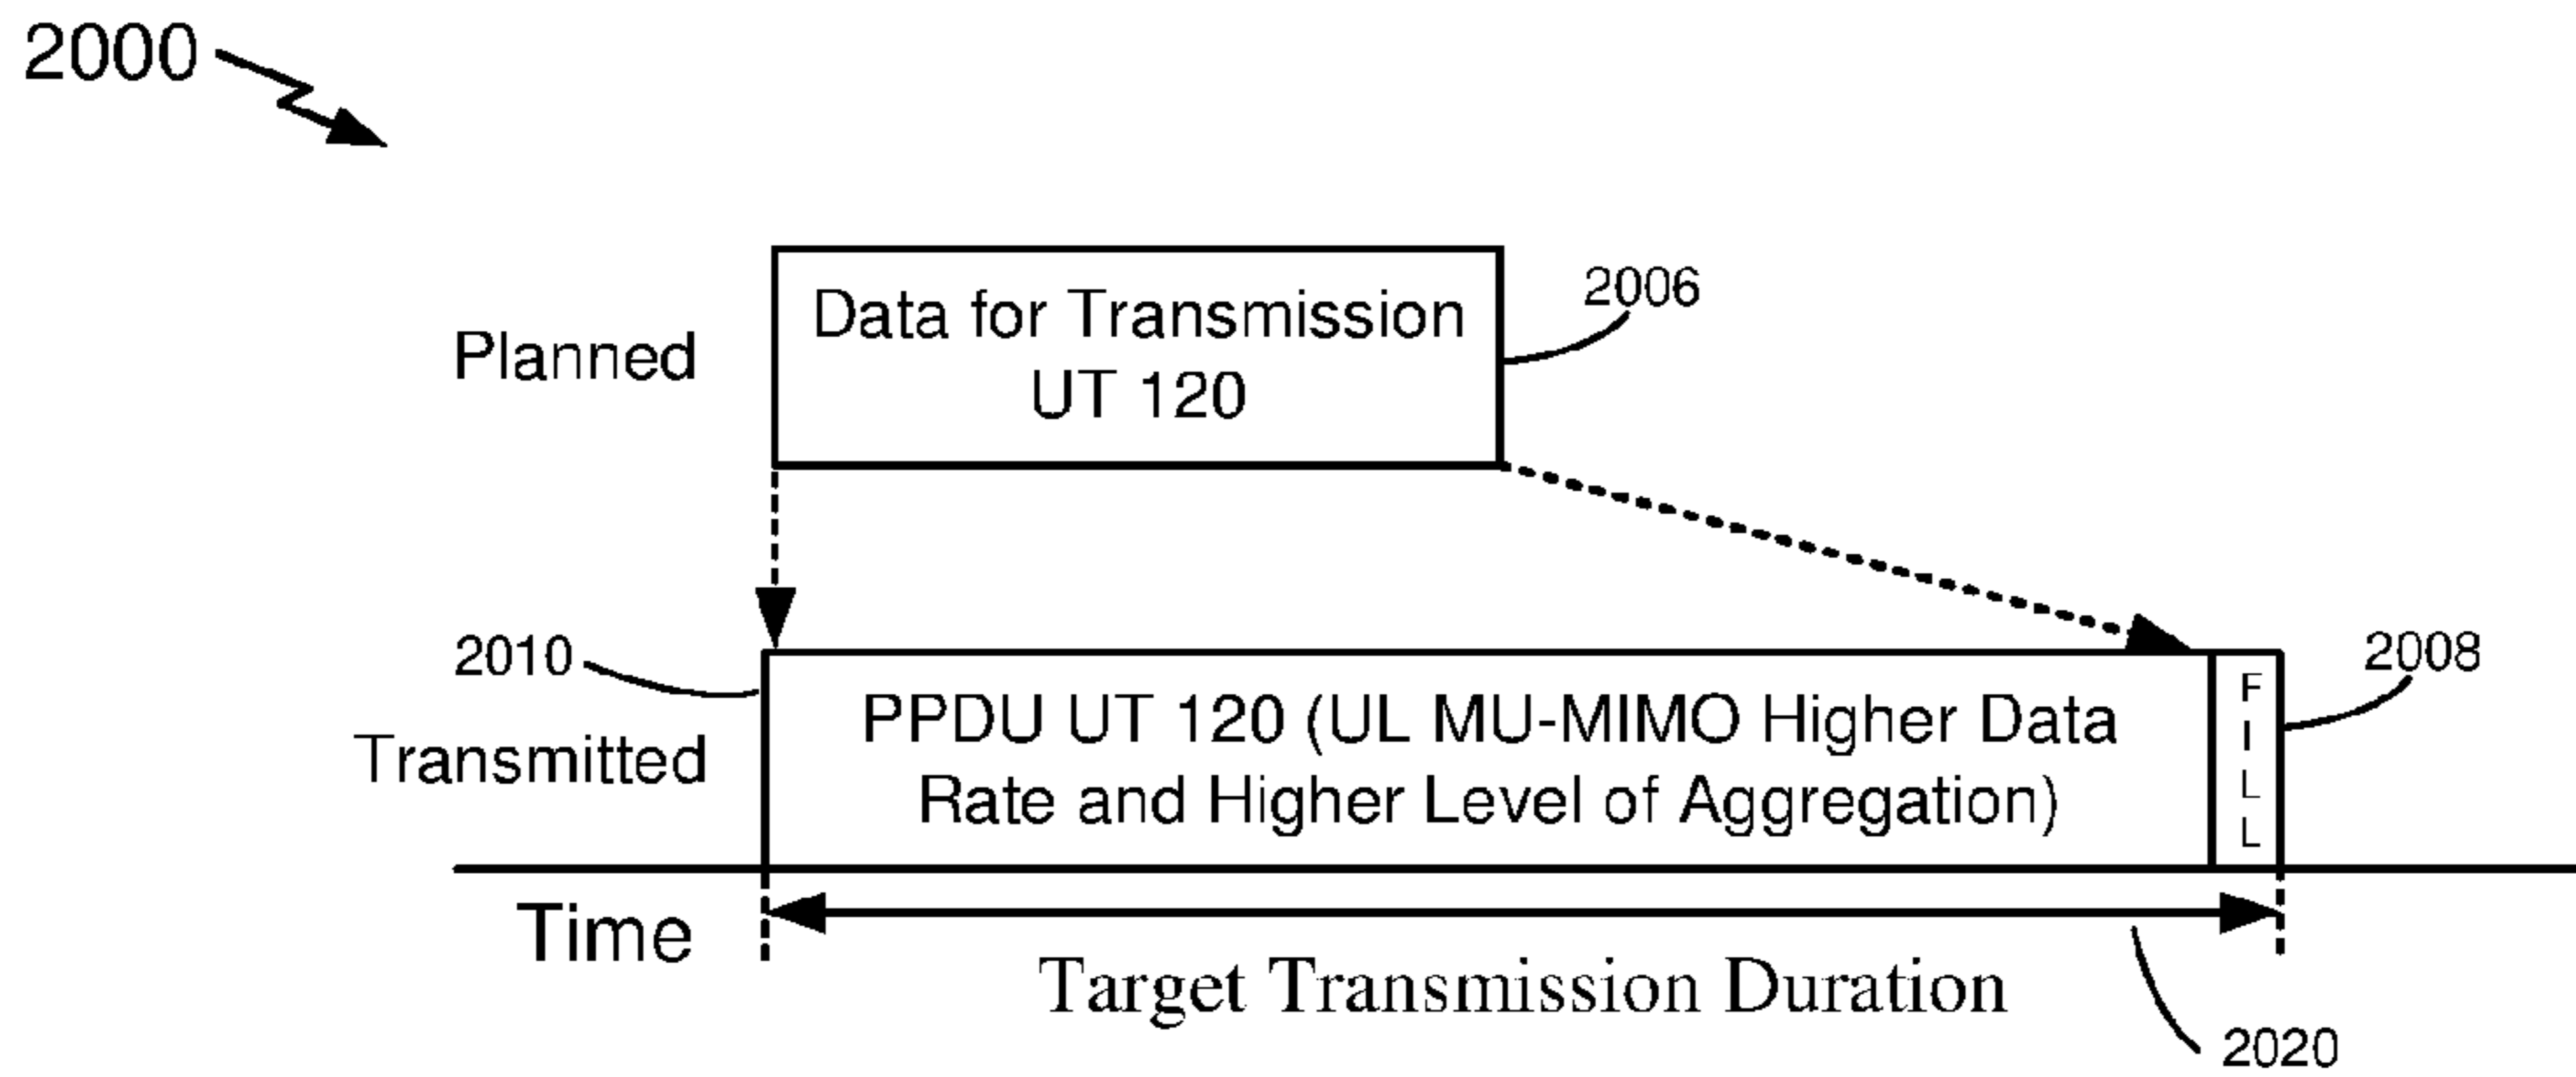 2000
Data for Transmission
UT 120
2006
Planned
2010
2008
Transmitted
PPDU UT 120 (UL MU-MIMO Higher Data
Rate and Higher Level of Aggregation)
FILL
Time
Target Transmission Duration
2020